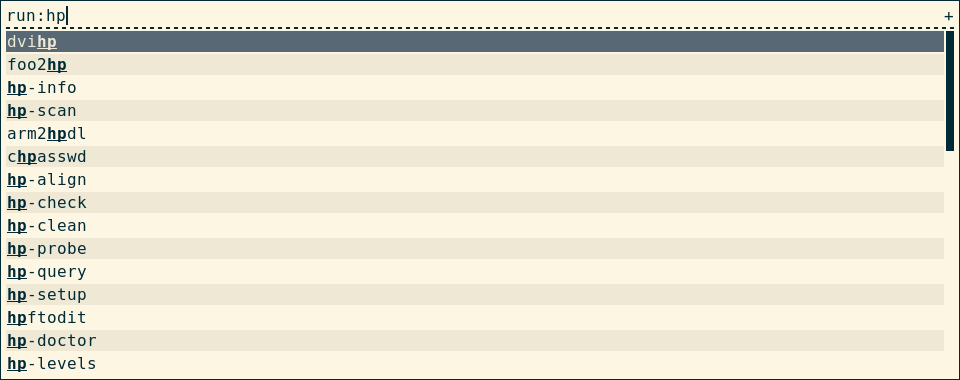 run:hp +
dvihp
foo2hp
hp-info
hp-scan
arm2hpdl
chpasswd
hp-align
hp-check
hp-clean
hp-probe
hp-query
hp-setup
hpftodit
hp-doctor
hp-levels